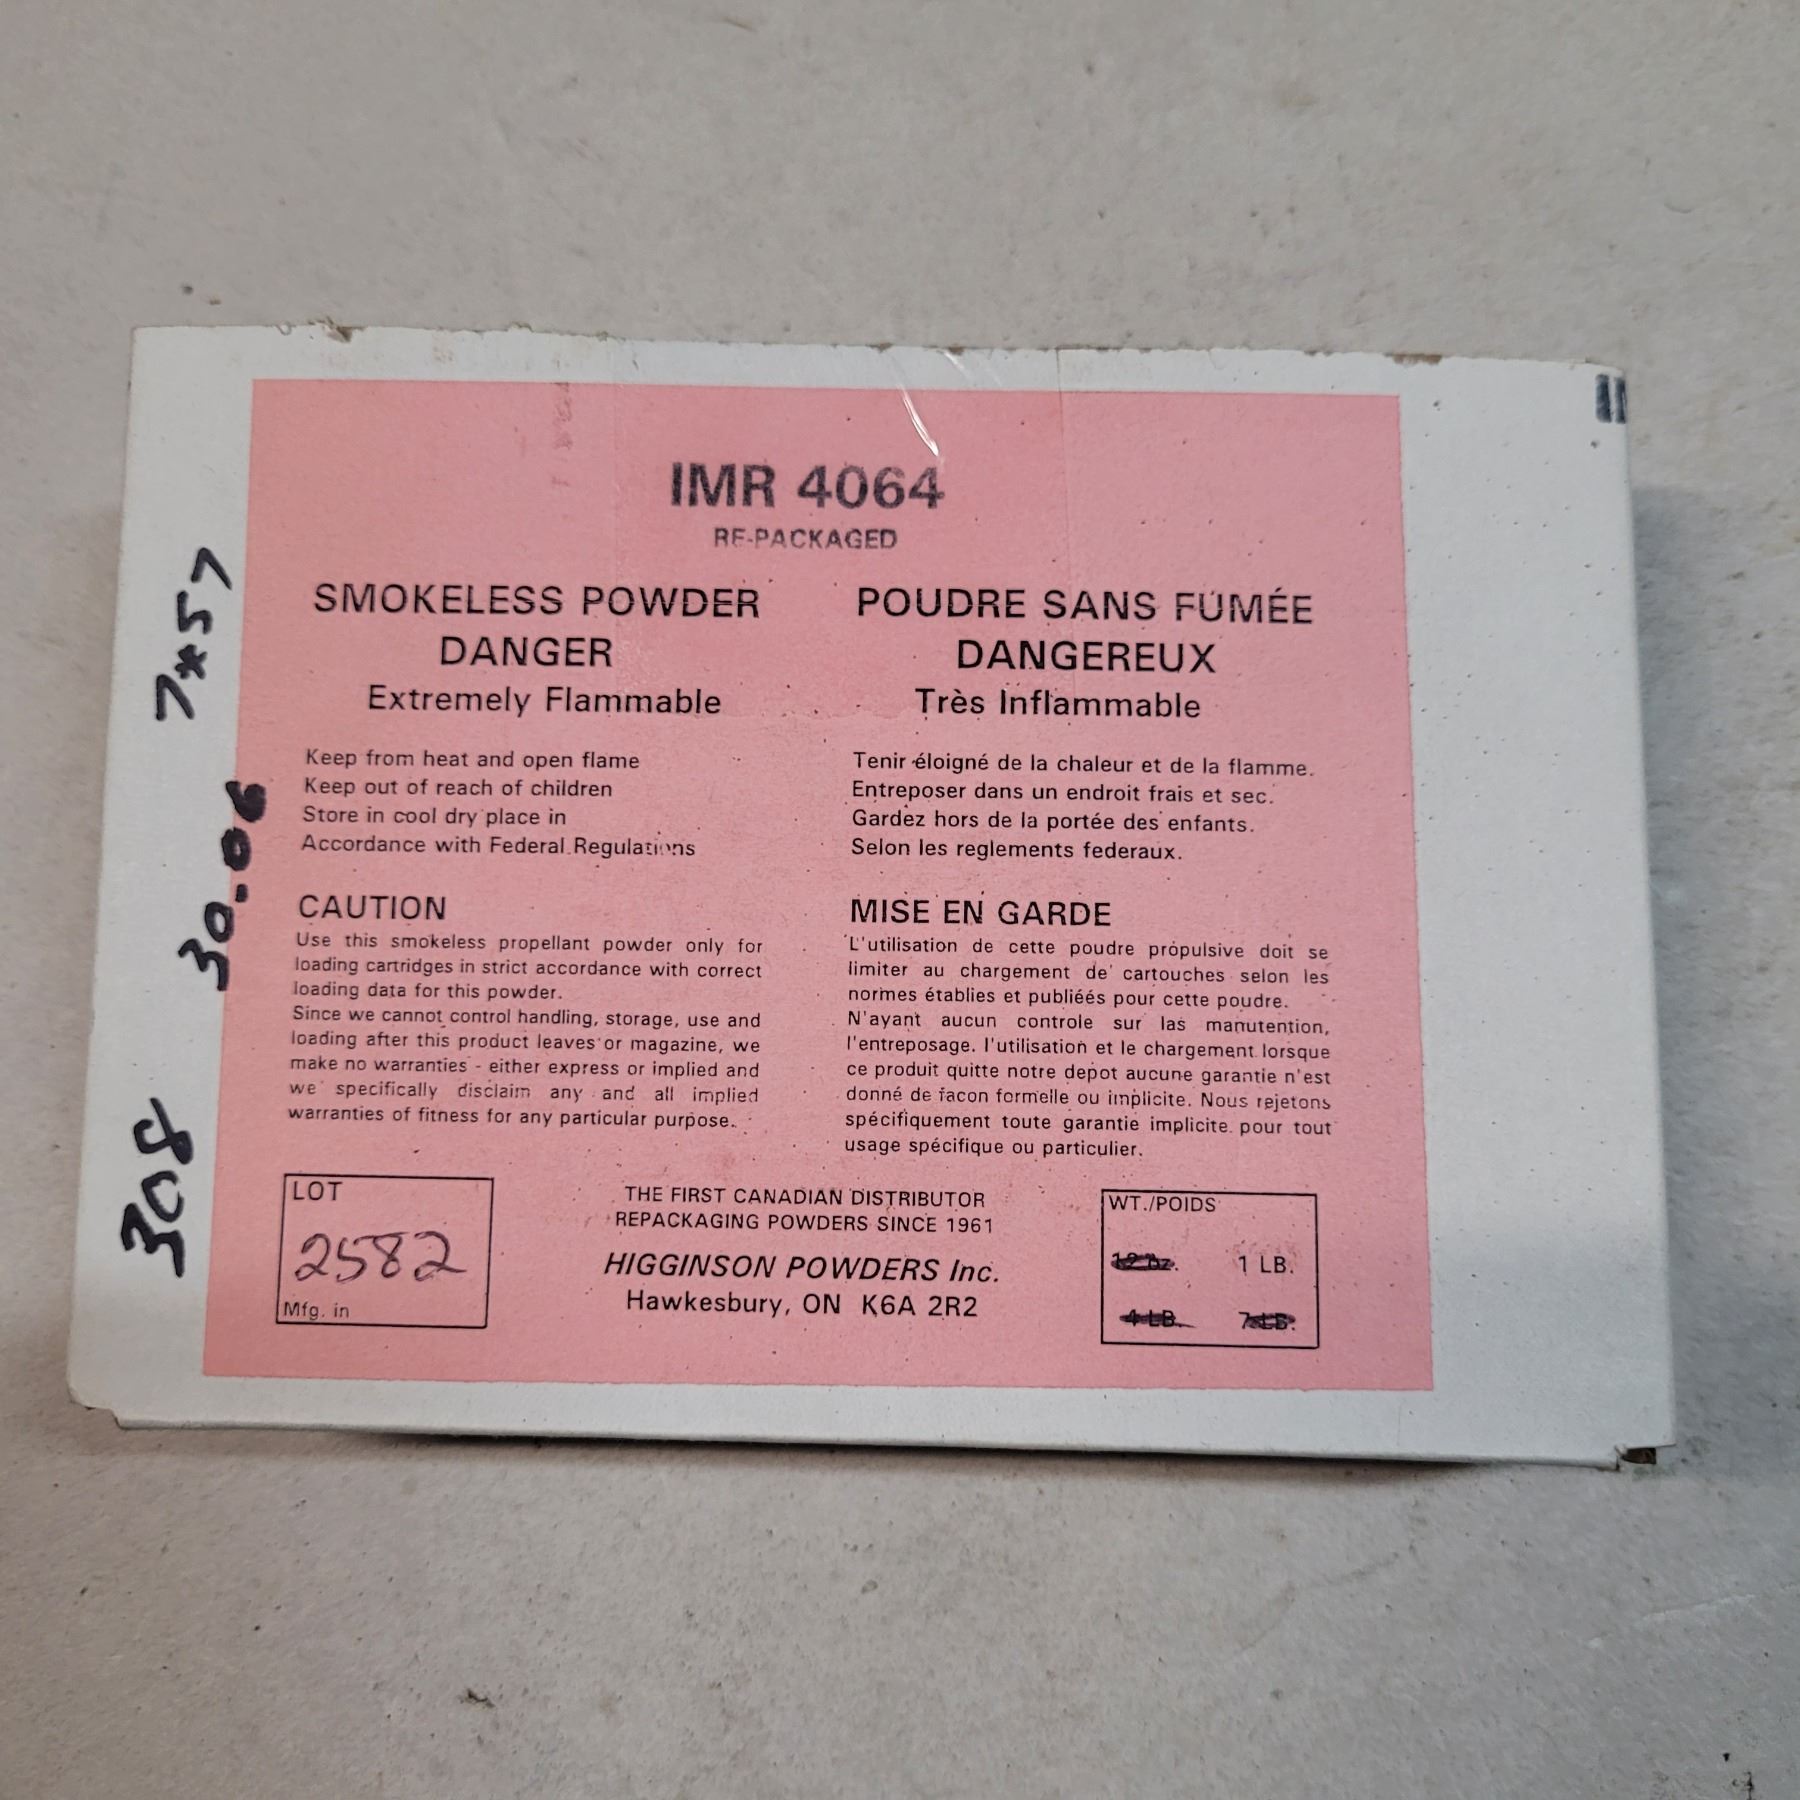 IMR 4064
RE-PACKAGED
SMOKELESS POWDER
DANGER
Extremely Flammable
Keep from heat and open flame
Keep out of reach of children
Store in cool dry place in
Accordance with Federal Regulations
CAUTION
Use this smokeless propellant powder only for
loading cartridges in strict accordance with correct
loading data for this powder.
Since we cannot control handling, storage, use and
loading after this product leaves or magazine, we
make no warranties - either express or implied and
we specifically disclaim any and all implied
warranties of fitness for any particular purpose.
POUDRE SANS FUMÉE
DANGEREUX
Très Inflammable
Tenir éloigné de la chaleur et de la flamme.
Entreposer dans un endroit frais et sec.
Gardez hors de la portée des enfants.
Selon les reglements federaux.
MISE EN GARDE
L'utilisation de cette poudre propulsive doit se
limiter au chargement de cartouches selon les
normes établies et publiéés pour cette poudre.
N'ayant aucun controle sur las manutention,
l'entreposage. l'utilisation et le chargement lorsque
ce produit quitte notre depot aucune garantie n'est
donné de facon formelle ou implicite. Nous rejetons
spécifiquement toute garantie implicite pour tout
usage spécifique ou particulier.
LOT
2582
Mfg. in
THE FIRST CANADIAN DISTRIBUTOR
REPACKAGING POWDERS SINCE 1961
HIGGINSON POWDERS Inc.
Hawkesbury, ON K6A 2R2
WT./POIDS
12 oz. 1 LB.
4 LB. 7 LB.
308 30.06 7*57